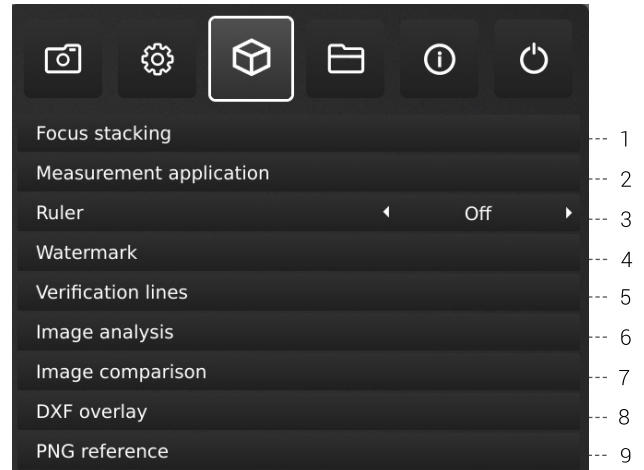 Focus stacking 1
Measurement application 2
Ruler Off 3
Watermark 4
Verification lines 5
Image analysis 6
Image comparison 7
DXF overlay 8
PNG reference 9